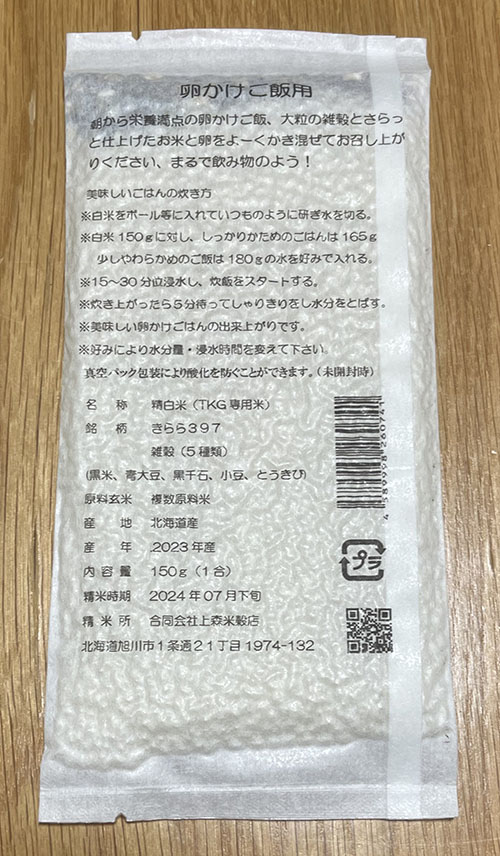 卵かけご飯用
朝から栄養満点の卵かけご飯、大粒の雑穀とさらっ
と仕上げたお米と卵をよーくかき混ぜてお召し上が
りください、まるで飲み物のよう！
美味しいごはんの炊き方
※白米をボール等に入れていつものように研ぎ水を切る。
※白米150gに対し、しっかりかためのごはんは165g
少しやわらかめのご飯は180gの水を好みで入れる。
※15～30分位浸水し、炊飯をスタートする。
※炊き上がったら5分待ってしゃりきりをし水分をとばす。
※美味しい卵かけごはんの出来上がりです。
※好みにより水分量・浸水時間を変えて下さい
真空パック包装により酸化を防ぐことができます。（未開封時）
名　称　精白米（TKG専用米）
銘　柄　きらら397
雑穀（5種類）
(黒米、青大豆、黒千石、小豆、とうきび)
原料玄米　複数原料米
産　地　北海道産
産　年　2023年産
内容量　150g（1合）
精米時期　2024年07月下旬
精米所　合同会社上森米穀店
北海道旭川市1条通21丁目1974-132
4589998260741
プラ